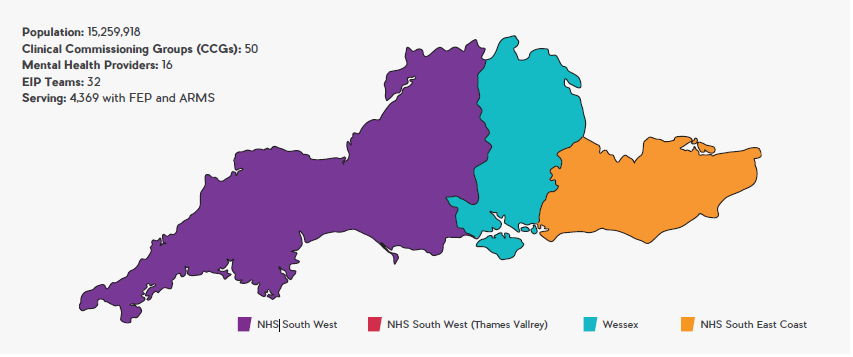 Population: 15,259,918
Clinical Commissioning Groups (CCGs): 50
Mental Health Providers: 16
EIP Teams: 32
Serving: 4,369 with FEP and ARMS
NHS South West
NHS South West (Thames Vallrey)
Wessex
NHS South East Coast